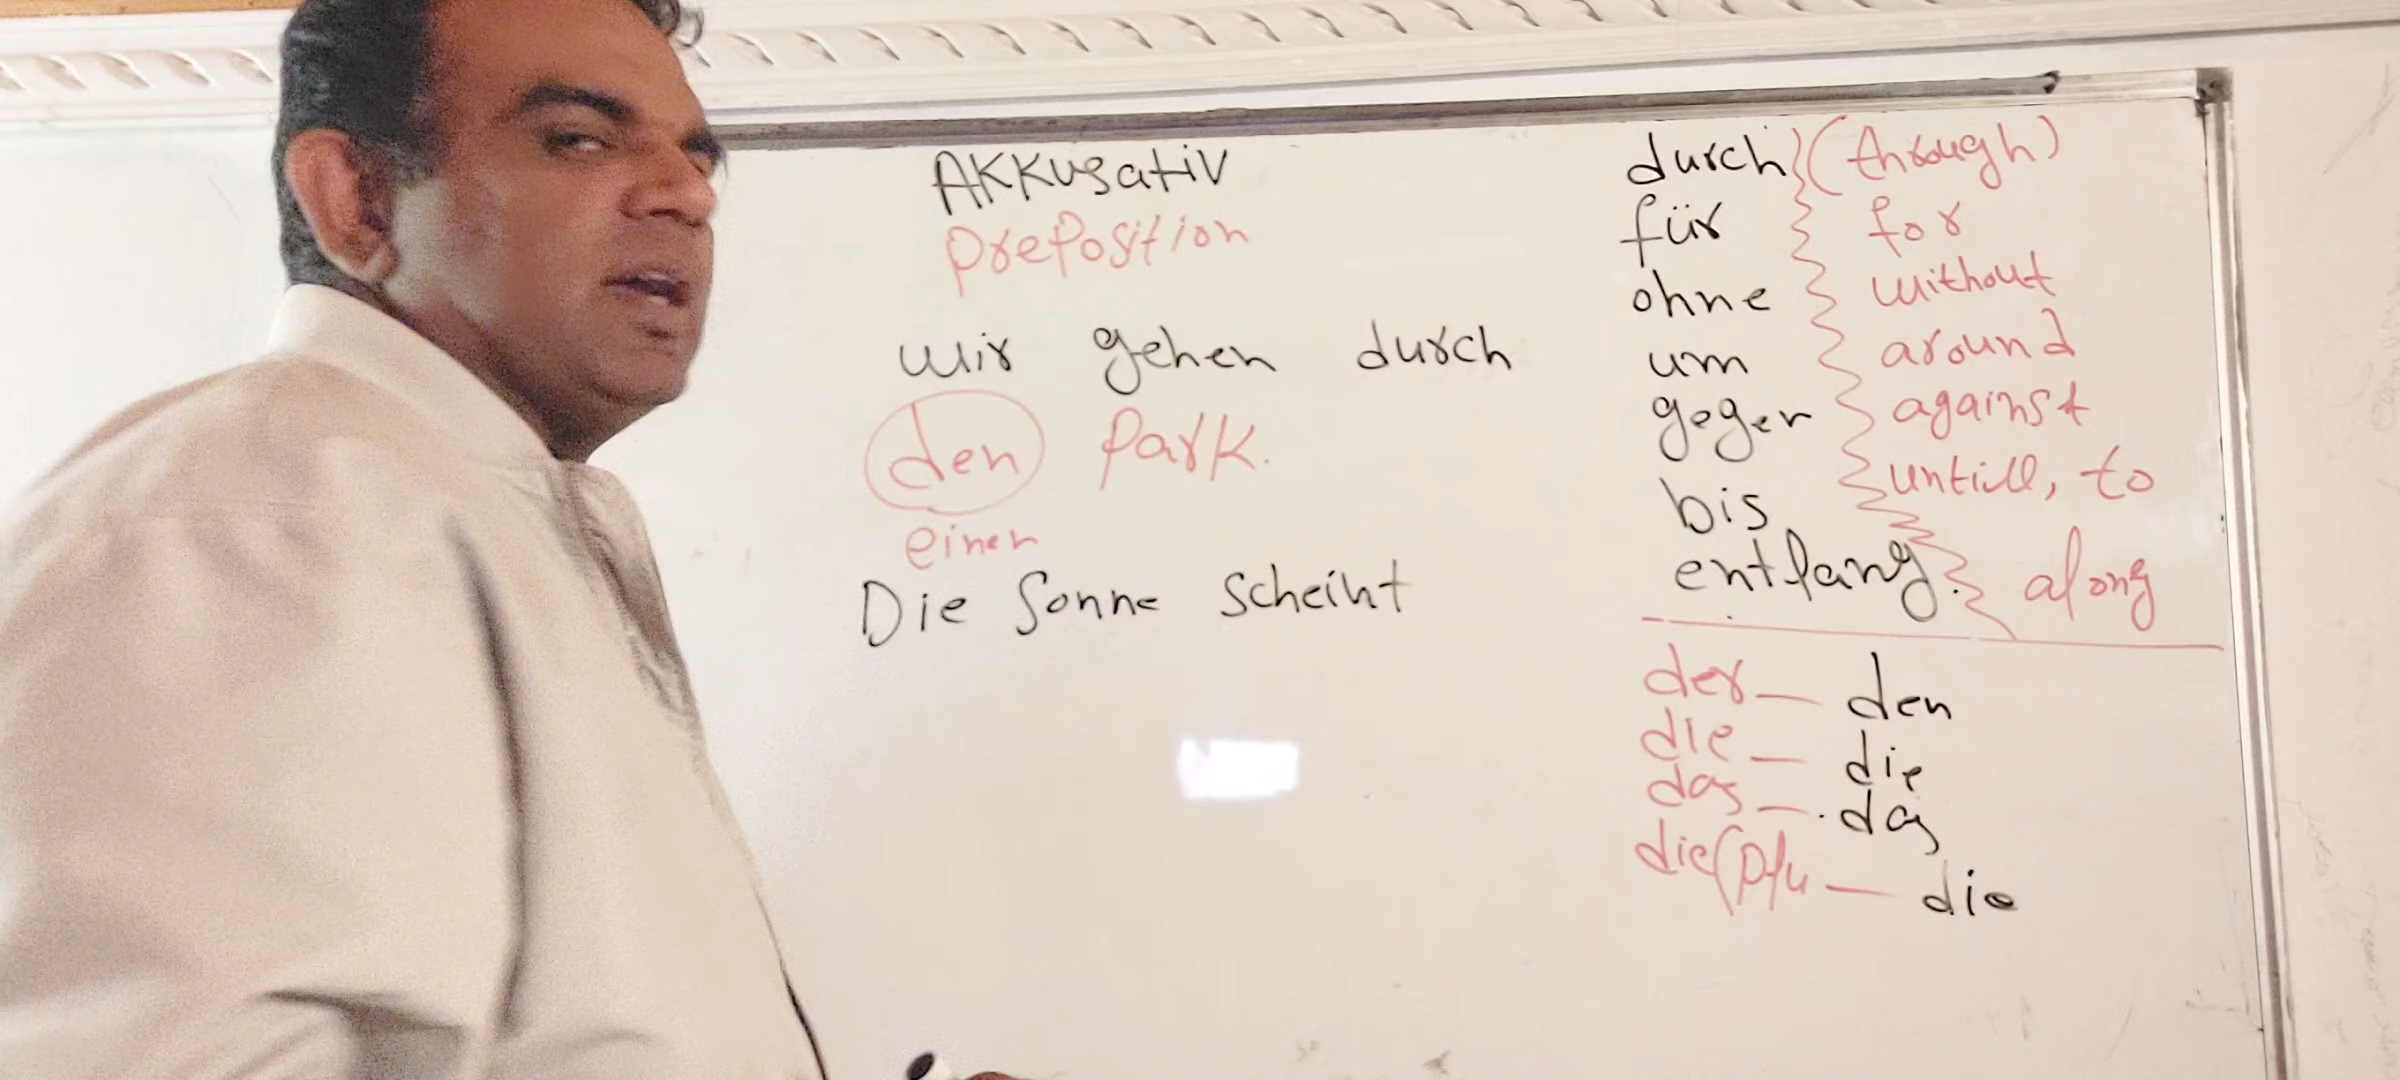 AKKusativ
Preposition
wir gehen durch
den Park.
einen
Die Sonne Scheint
durch (through)
für for
ohne without
um around
gegen against
bis untill, to
entlang. along
der — den
die — die
das — das
die (Plu — die